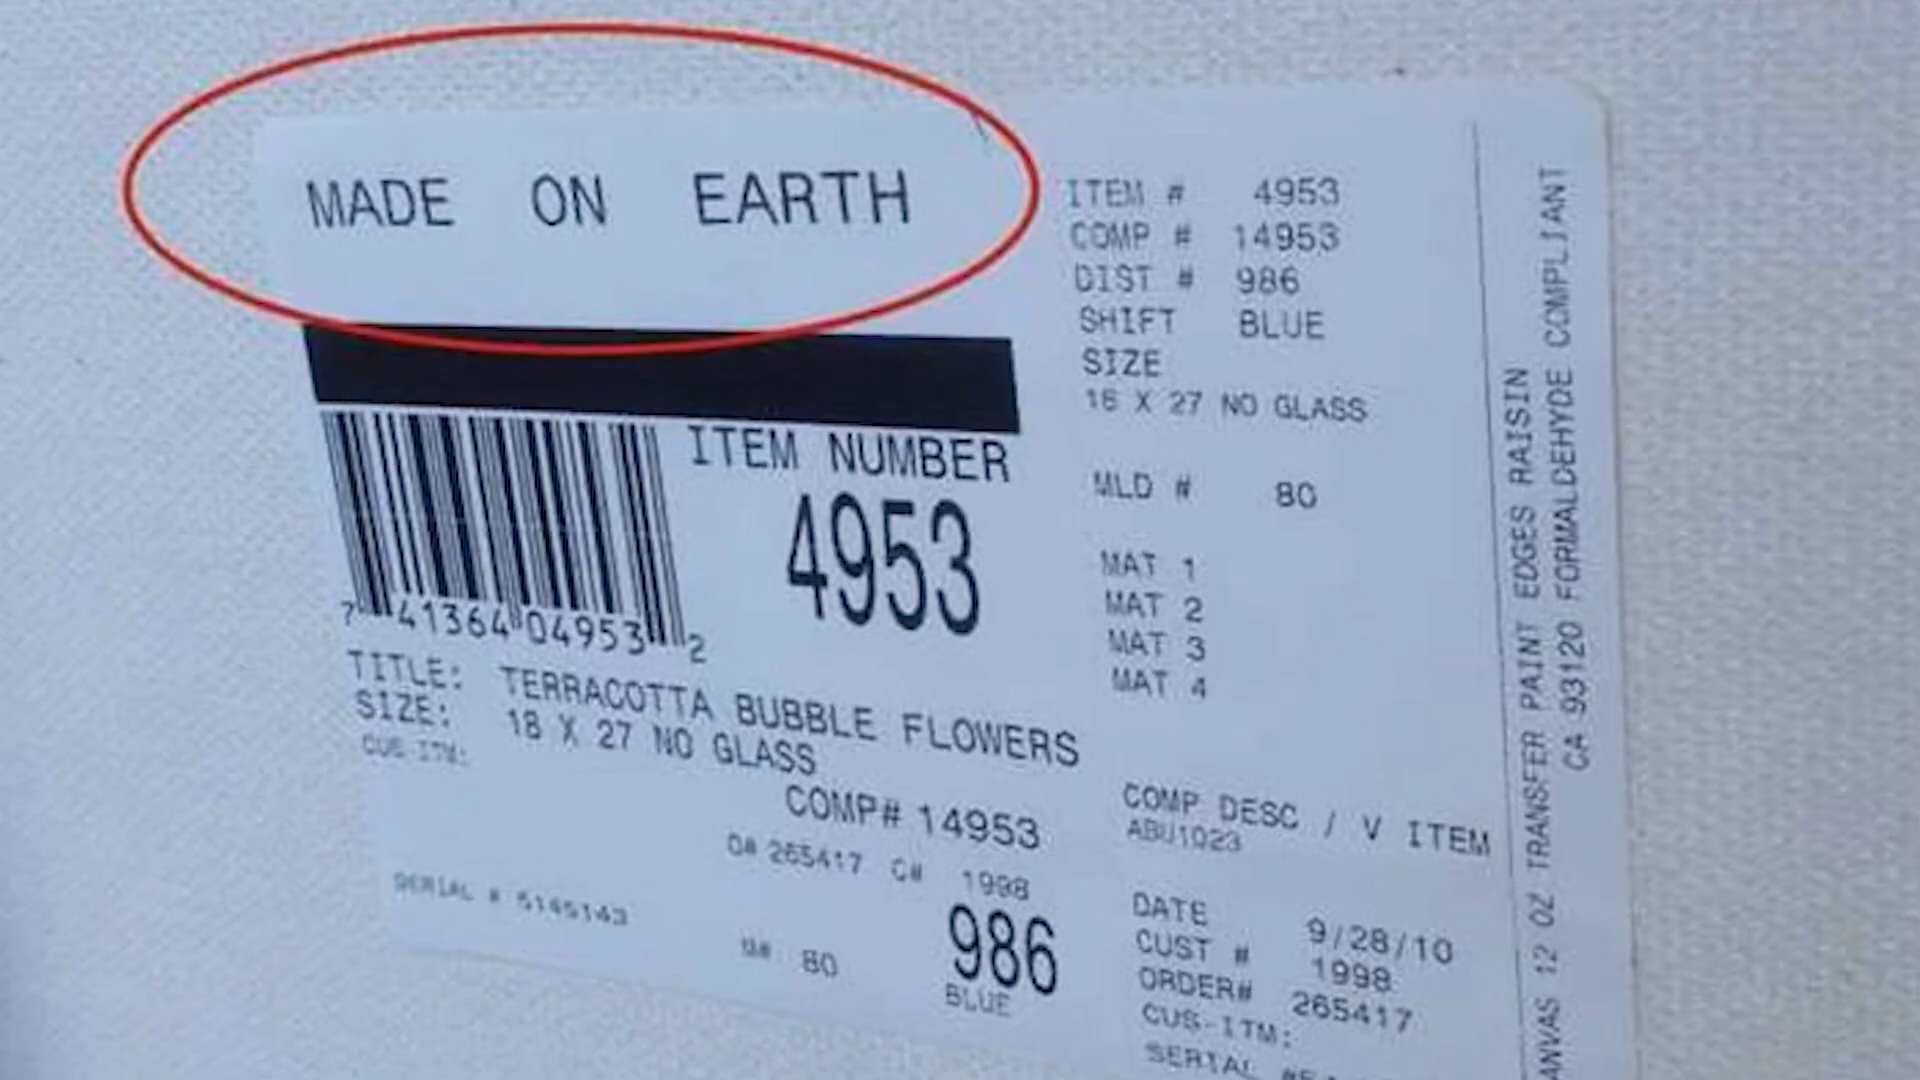 MADE ON EARTH
ITEM NUMBER
4953
7 41364 04953 2
TITLE: TERRACOTTA BUBBLE FLOWERS
SIZE: 18 X 27 NO GLASS
CUS-ITM:
COMP# 14953
O# 265417 C# 1998
SERIAL # 5145143
M# 80
986
BLUE
ITEM # 4953
COMP # 14953
DIST # 986
SHIFT BLUE
SIZE
18 X 27 NO GLASS
MLD # 80
MAT 1
MAT 2
MAT 3
MAT 4
COMP DESC / V ITEM
ABU1023
DATE 9/28/10
CUST # 1998
ORDER# 265417
CUS-ITM:
SERIAL
ANVAS 12 OZ TRANSFER PAINT EDGES RAISIN
CA 93120 FORMALDEHYDE COMPLIANT